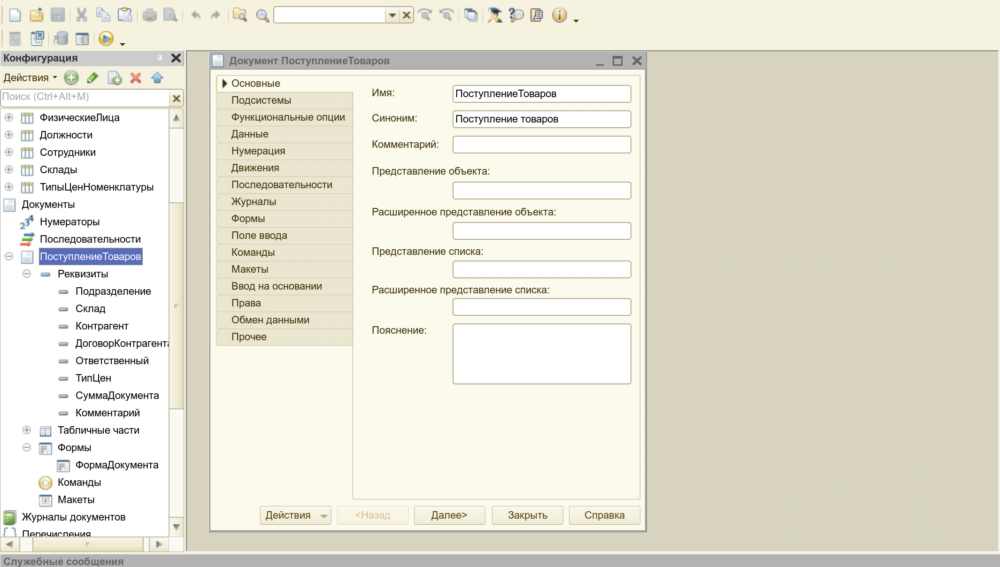 Конфигурация
Действия
Поиск (Ctrl+Alt+M)
ФизическиеЛица
Должности
Сотрудники
Склады
ТипыЦенНоменклатуры
Документы
Нумераторы
Последовательности
ПоступлениеТоваров
Реквизиты
Подразделение
Склад
Контрагент
ДоговорКонтрагента
Ответственный
ТипЦен
СуммаДокумента
Комментарий
Табличные части
Формы
ФормаДокумента
Команды
Макеты
Журналы документов
Перечисления
Документ ПоступлениеТоваров
Основные
Подсистемы
Функциональные опции
Данные
Нумерация
Движения
Последовательности
Журналы
Формы
Поле ввода
Команды
Макеты
Ввод на основании
Права
Обмен данными
Прочее
Имя: ПоступлениеТоваров
Синоним: Поступление товаров
Комментарий:
Представление объекта:
Расширенное представление объекта:
Представление списка:
Расширенное представление списка:
Пояснение:
Действия <Назад Далее> Закрыть Справка
Служебные сообщения